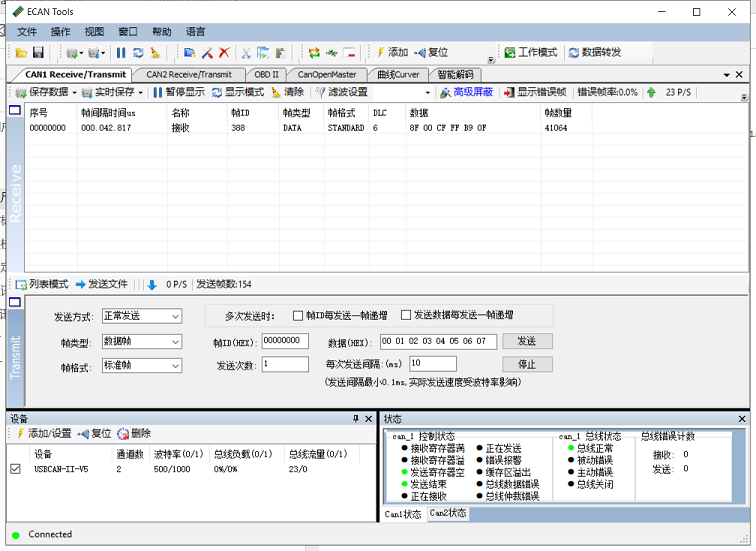 ECAN Tools
文件 操作 视图 窗口 帮助 语言
添加 复位 工作模式 数据转发
CAN1 Receive/Transmit CAN2 Receive/Transmit OBD II CanOpenMaster 曲线Curver 智能解码
保存数据 实时保存 暂停显示 显示模式 清除 滤波设置 高级屏蔽 显示错误帧 错误帧率:0.0% 23 P/S
序号 帧间隔时间us 名称 帧ID 帧类型 帧格式 DLC 数据 帧数量
00000000 000.042.817 接收 388 DATA STANDARD 6 8F 00 CF FF B9 0F 41064
Receive
列表模式 发送文件 0 P/S 发送帧数:154
Transmit
发送方式: 正常发送 多次发送时: 帧ID每发送一帧递增 发送数据每发送一帧递增
帧类型: 数据帧 帧ID(HEX): 00000000 数据(HEX): 00 01 02 03 04 05 06 07 发送
帧格式: 标准帧 发送次数: 1 每次发送间隔:(ms) 10 停止
(发送间隔最小0.1ms,实际发送速度受波特率影响)
设备
添加/设置 复位 删除
设备 通道数 波特率(0/1) 总线负载(0/1) 总线流量(0/1)
USBCAN-II-V5 2 500/1000 0%/0% 23/0
状态
can_1 控制状态
接收寄存器满 正在发送
接收寄存器溢 错误报警
发送寄存器空 缓存区溢出
发送结束 总线数据错误
正在接收 总线仲裁错误
can_1 总线状态
总线正常
被动错误
主动错误
总线关闭
总线错误计数
接收: 0
发送: 0
Can1状态 Can2状态
Connected